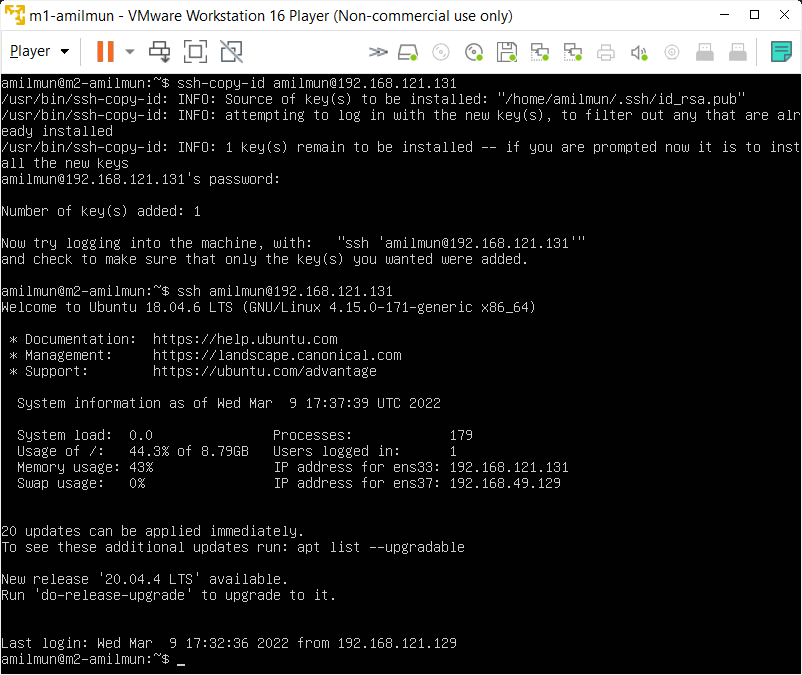 m1-amilmun - VMware Workstation 16 Player (Non-commercial use only)
Player
amilmun@m2-amilmun:~$ ssh-copy-id amilmun@192.168.121.131
/usr/bin/ssh-copy-id: INFO: Source of key(s) to be installed: "/home/amilmun/.ssh/id_rsa.pub"
/usr/bin/ssh-copy-id: INFO: attempting to log in with the new key(s), to filter out any that are alr
eady installed
/usr/bin/ssh-copy-id: INFO: 1 key(s) remain to be installed -- if you are prompted now it is to inst
all the new keys
amilmun@192.168.121.131's password:
Number of key(s) added: 1
Now try logging into the machine, with:   "ssh 'amilmun@192.168.121.131'"
and check to make sure that only the key(s) you wanted were added.
amilmun@m2-amilmun:~$ ssh amilmun@192.168.121.131
Welcome to Ubuntu 18.04.6 LTS (GNU/Linux 4.15.0-171-generic x86_64)
 * Documentation:  https://help.ubuntu.com
 * Management:     https://landscape.canonical.com
 * Support:        https://ubuntu.com/advantage
  System information as of Wed Mar  9 17:37:39 UTC 2022
  System load:  0.0               Processes:            179
  Usage of /:   44.3% of 8.79GB   Users logged in:      1
  Memory usage: 43%               IP address for ens33: 192.168.121.131
  Swap usage:   0%                IP address for ens37: 192.168.49.129
20 updates can be applied immediately.
To see these additional updates run: apt list --upgradable
New release '20.04.4 LTS' available.
Run 'do-release-upgrade' to upgrade to it.
Last login: Wed Mar  9 17:32:36 2022 from 192.168.121.129
amilmun@m2-amilmun:~$ _